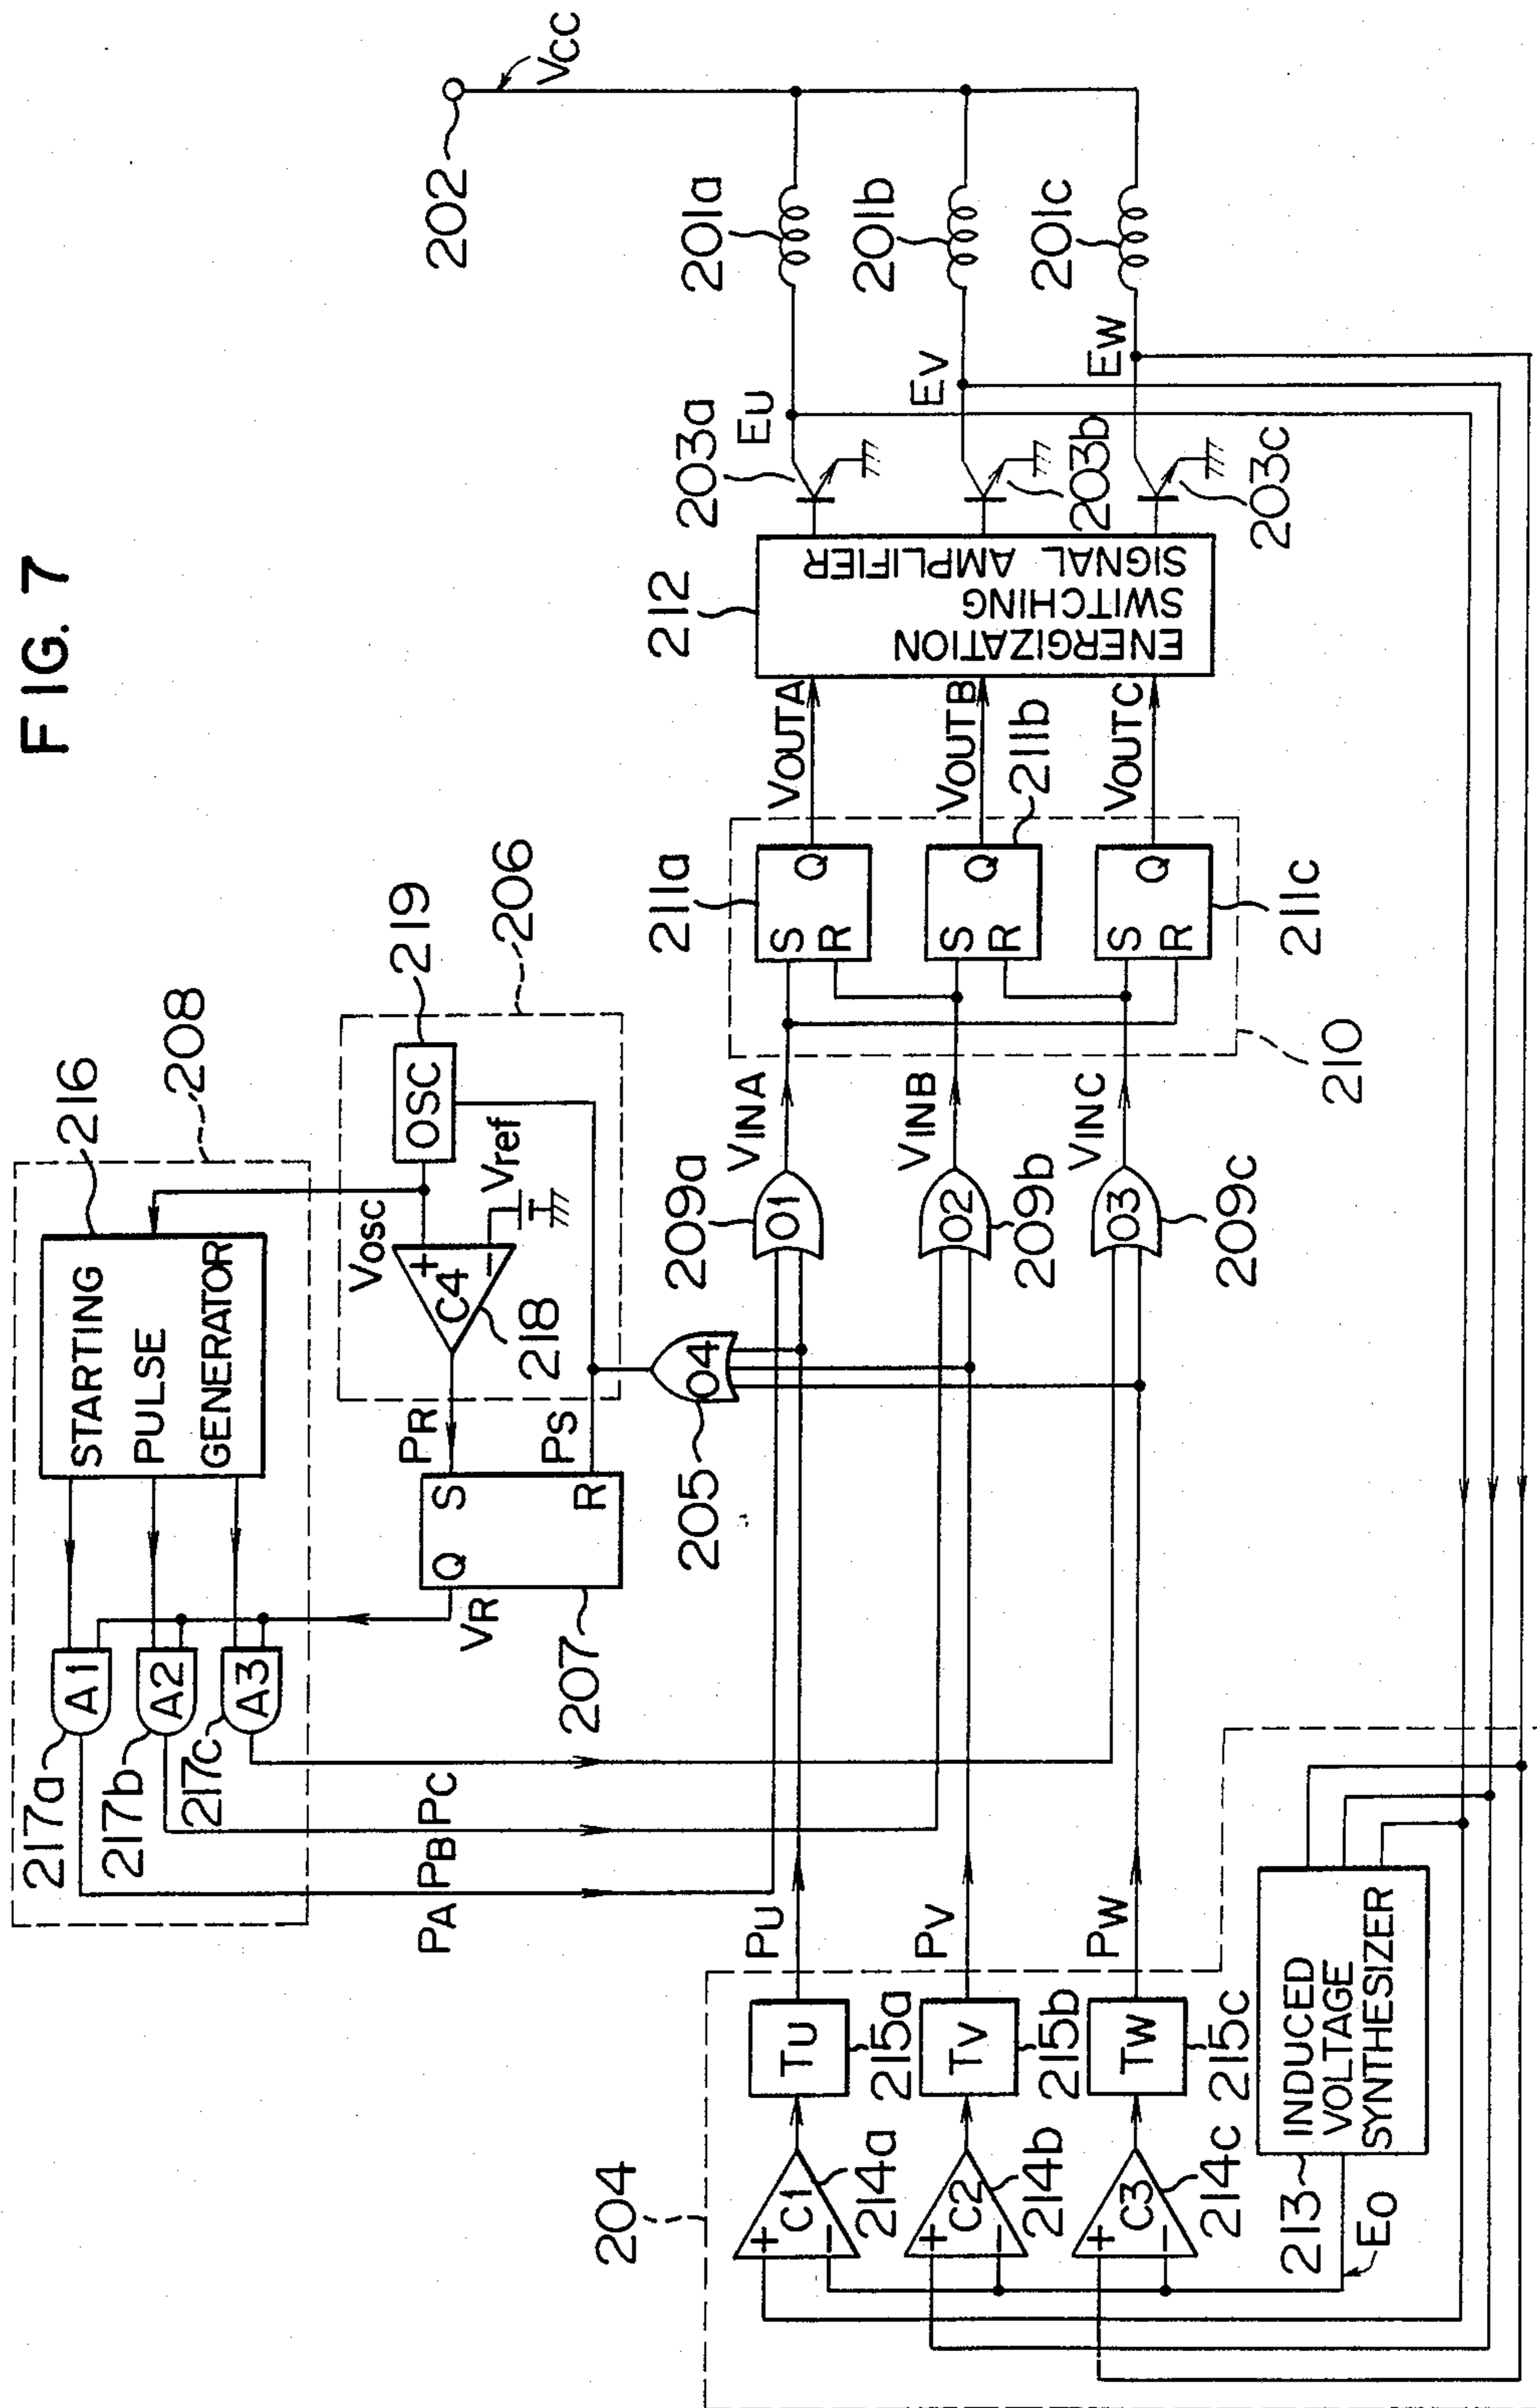 FIG. 7
216
208
STARTING
PULSE
GENERATOR
217a
A1
217b
A2
217c
A3
219
206
OSC
VOSC
Vref
+
−
C4
218
PR
PS
Q
S
R
VR
207
PA
PB
PC
202
VCC
205
04
209a
01
VINA
209b
02
VINB
209c
03
VINC
210
211a
S
R
Q
211b
S
R
Q
211c
S
R
Q
VOUTA
VOUTB
VOUTC
212
ENERGIZATION
SWITCHING
SIGNAL AMPLIFIER
203a
203b
203c
EU
EV
EW
201a
201b
201c
204
+
−
C1
214a
+
−
C2
214b
+
−
C3
214c
TU
215a
TV
215b
TW
215c
PU
PV
PW
INDUCED
VOLTAGE
SYNTHESIZER
213
EO